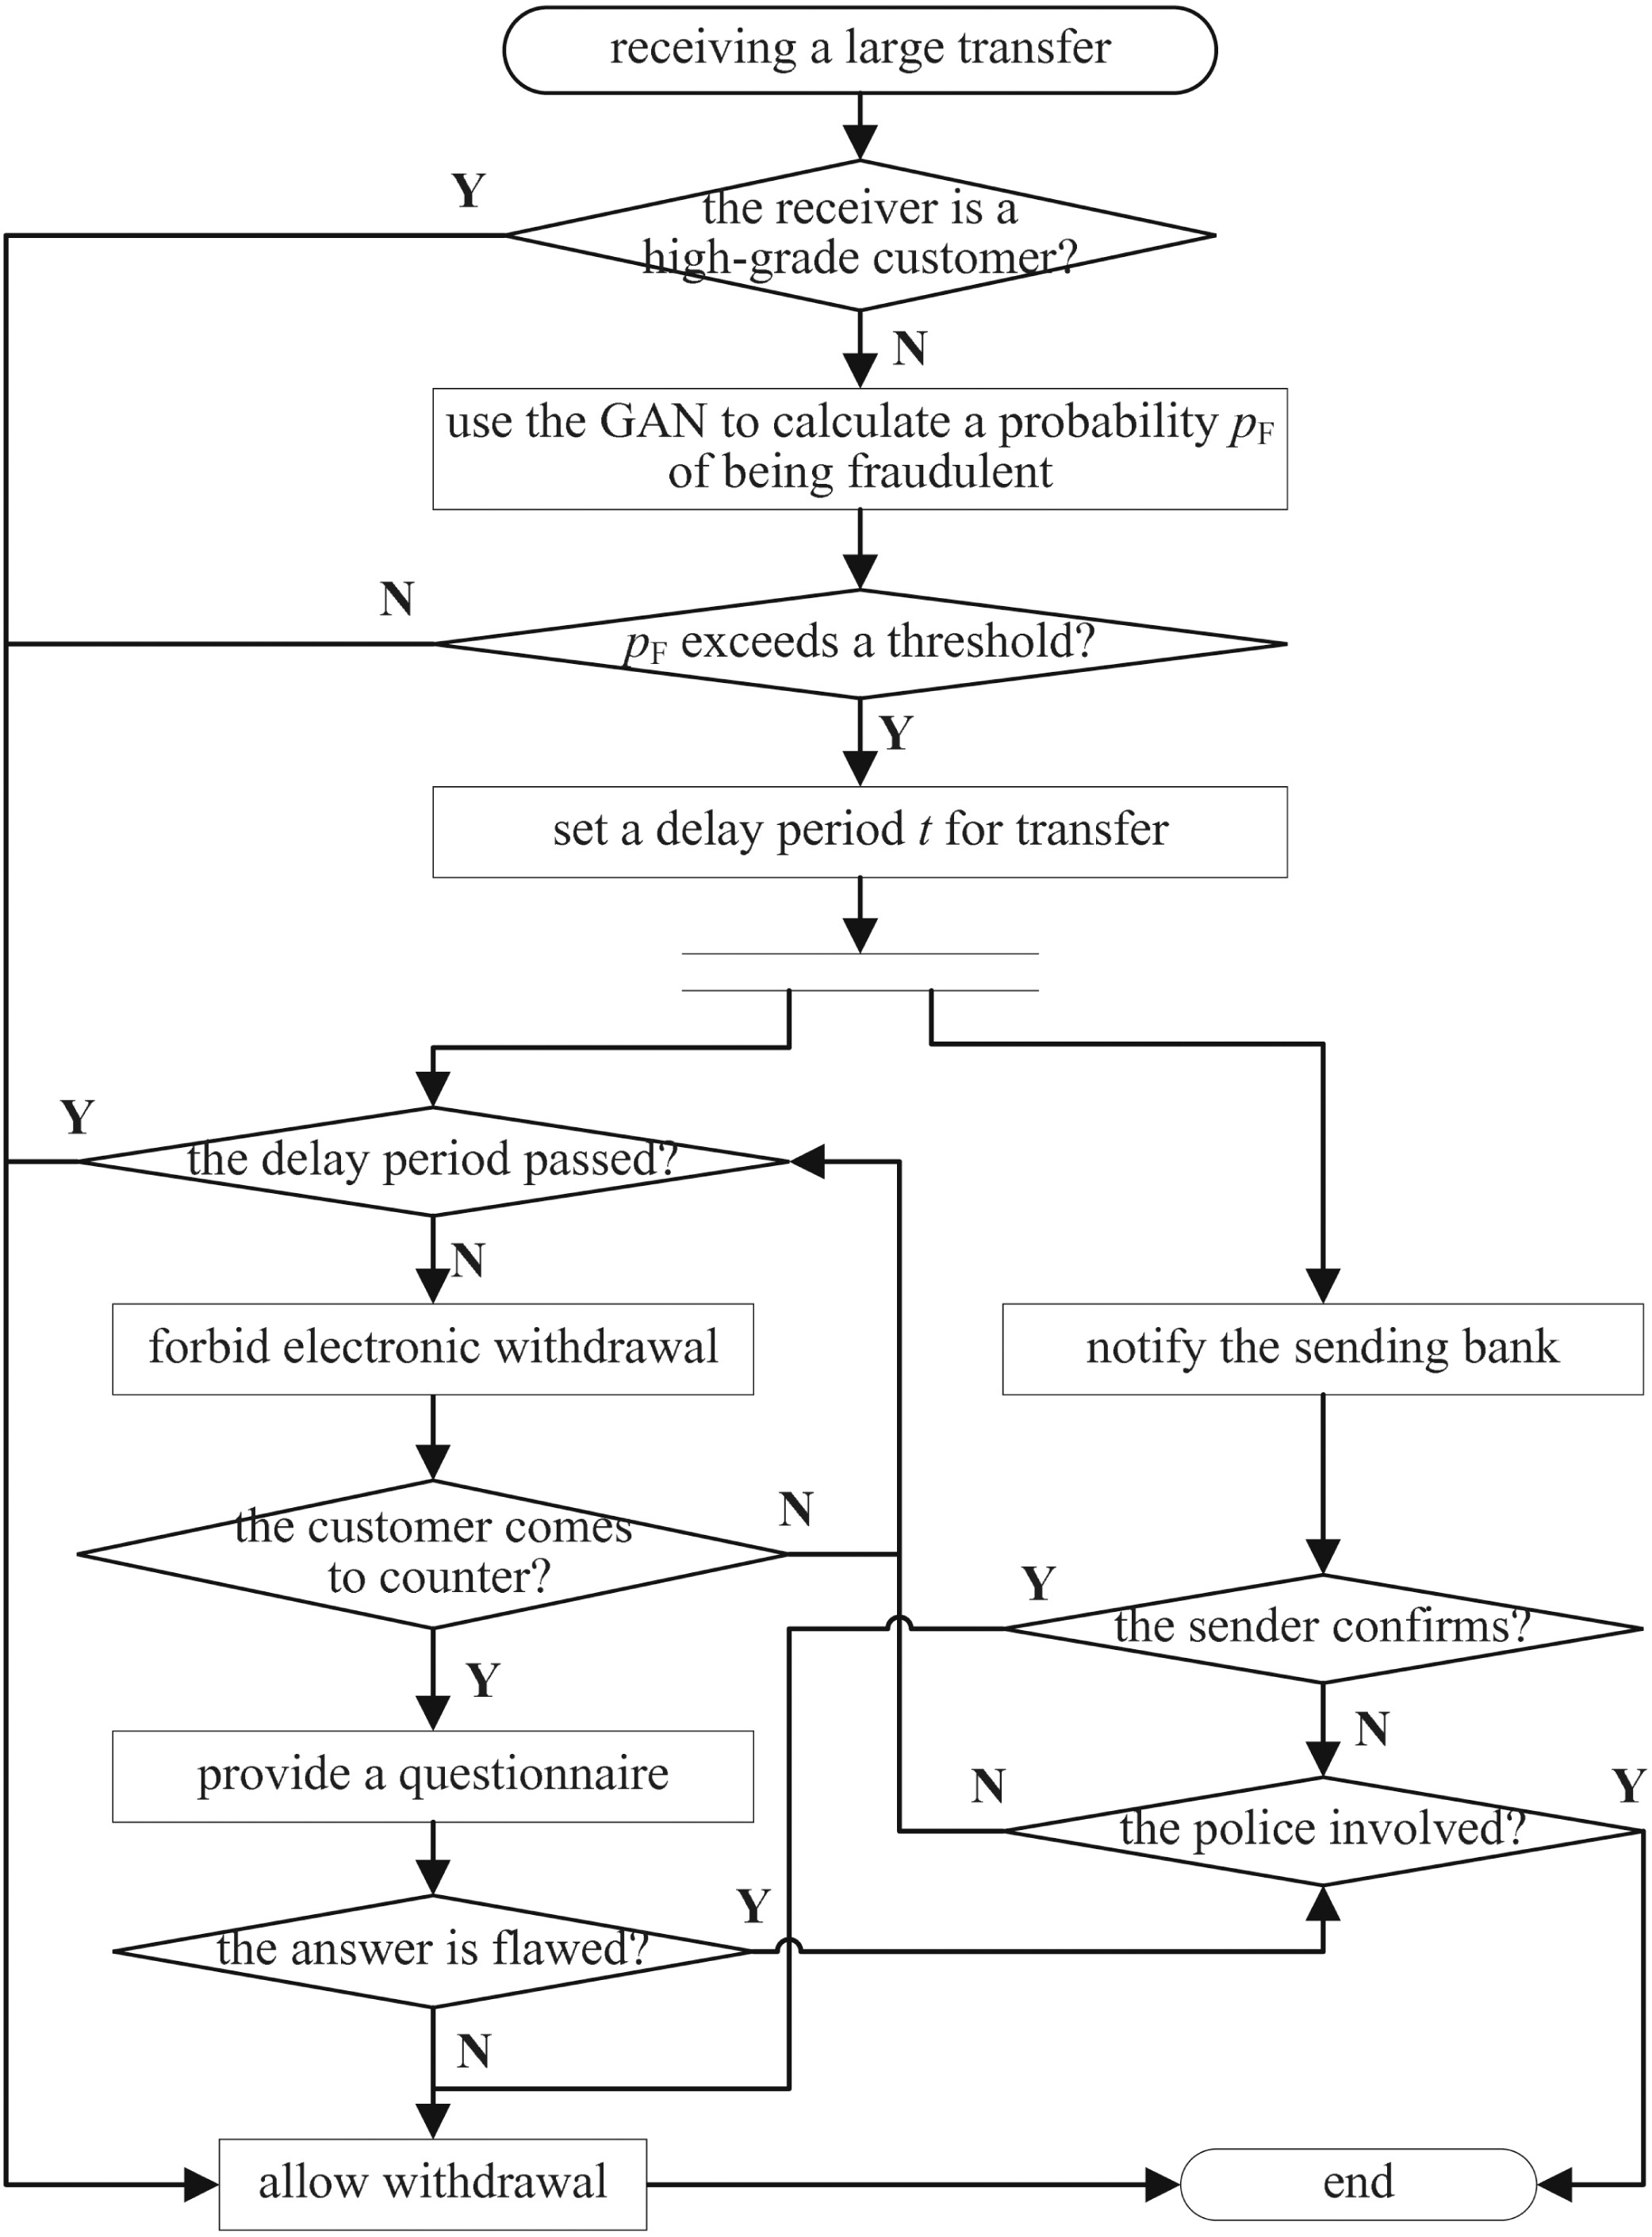 receiving a large transfer
Y
the receiver is a
high-grade customer?
N
use the GAN to calculate a probability pF
of being fraudulent
N
pF exceeds a threshold?
Y
set a delay period t for transfer
Y
the delay period passed?
N
forbid electronic withdrawal
notify the sending bank
the customer comes
to counter?
N
Y
the sender confirms?
Y
N
provide a questionnaire
N
Y
the police involved?
Y
the answer is flawed?
N
allow withdrawal
end